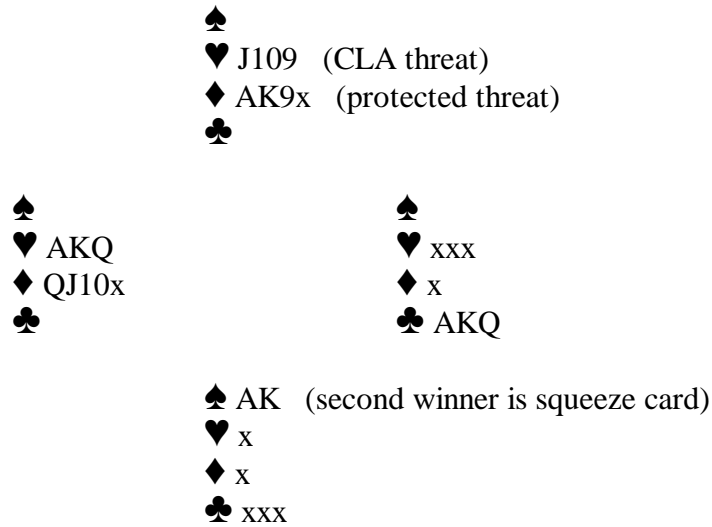 ♠
♥ J109 (CLA threat)
♦ AK9x (protected threat)
♣
♠ ♠
♥ AKQ ♥ xxx
♦ QJ10x ♦ x
♣ ♣ AKQ
♠ AK (second winner is squeeze card)
♥ x
♦ x
♣ xxx